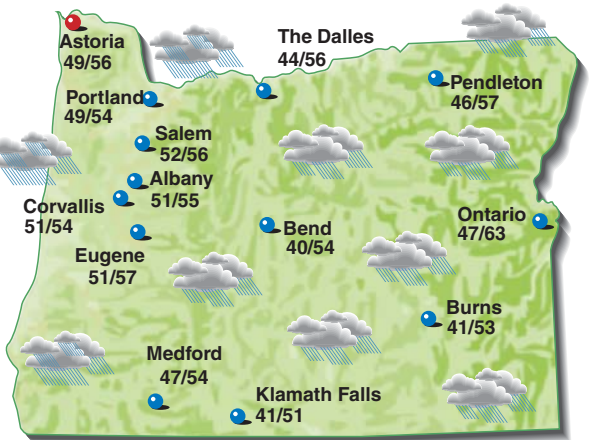 Astoria
49/56
The Dalles
44/56
Portland
49/54
Pendleton
46/57
Salem
52/56
Albany
51/55
Corvallis
51/54
Eugene
51/57
Bend
40/54
Ontario
47/63
Burns
41/53
Medford
47/54
Klamath Falls
41/51